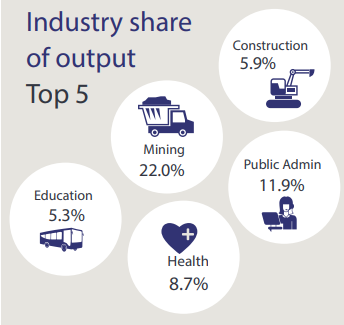 Industry share
of output
Top 5
Construction
5.9%
Mining
22.0%
Public Admin
11.9%
Education
5.3%
Health
8.7%